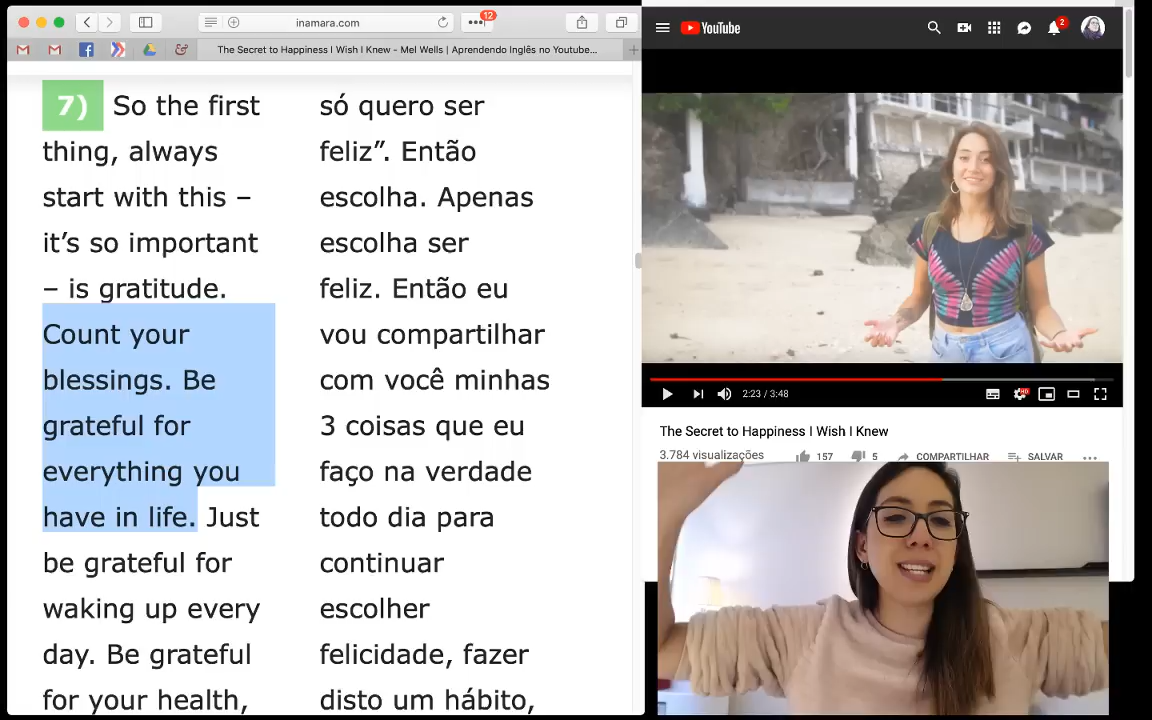 inamara.com
12
The Secret to Happiness I Wish I Knew - Mel Wells | Aprendendo Inglês no Youtube...
7) So the first
thing, always
start with this –
it’s so important
– is gratitude.
Count your
blessings. Be
grateful for
everything you
have in life. Just
be grateful for
waking up every
day. Be grateful
for your health,
só quero ser
feliz”. Então
escolha. Apenas
escolha ser
feliz. Então eu
vou compartilhar
com você minhas
3 coisas que eu
faço na verdade
todo dia para
continuar
escolher
felicidade, fazer
disto um hábito,
YouTube
2
2:23 / 3:48
HD
The Secret to Happiness I Wish I Knew
3.784 visualizações
157
5
COMPARTILHAR
SALVAR